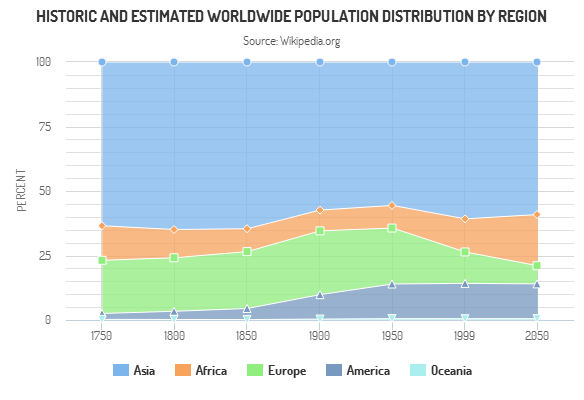 HISTORIC AND ESTIMATED WORLDWIDE POPULATION DISTRIBUTION BY REGION
Source: Wikipedia.org
PERCENT
100
75
50
25
0
1750 1800 1850 1900 1950 1999 2050
Asia Africa Europe America Oceania